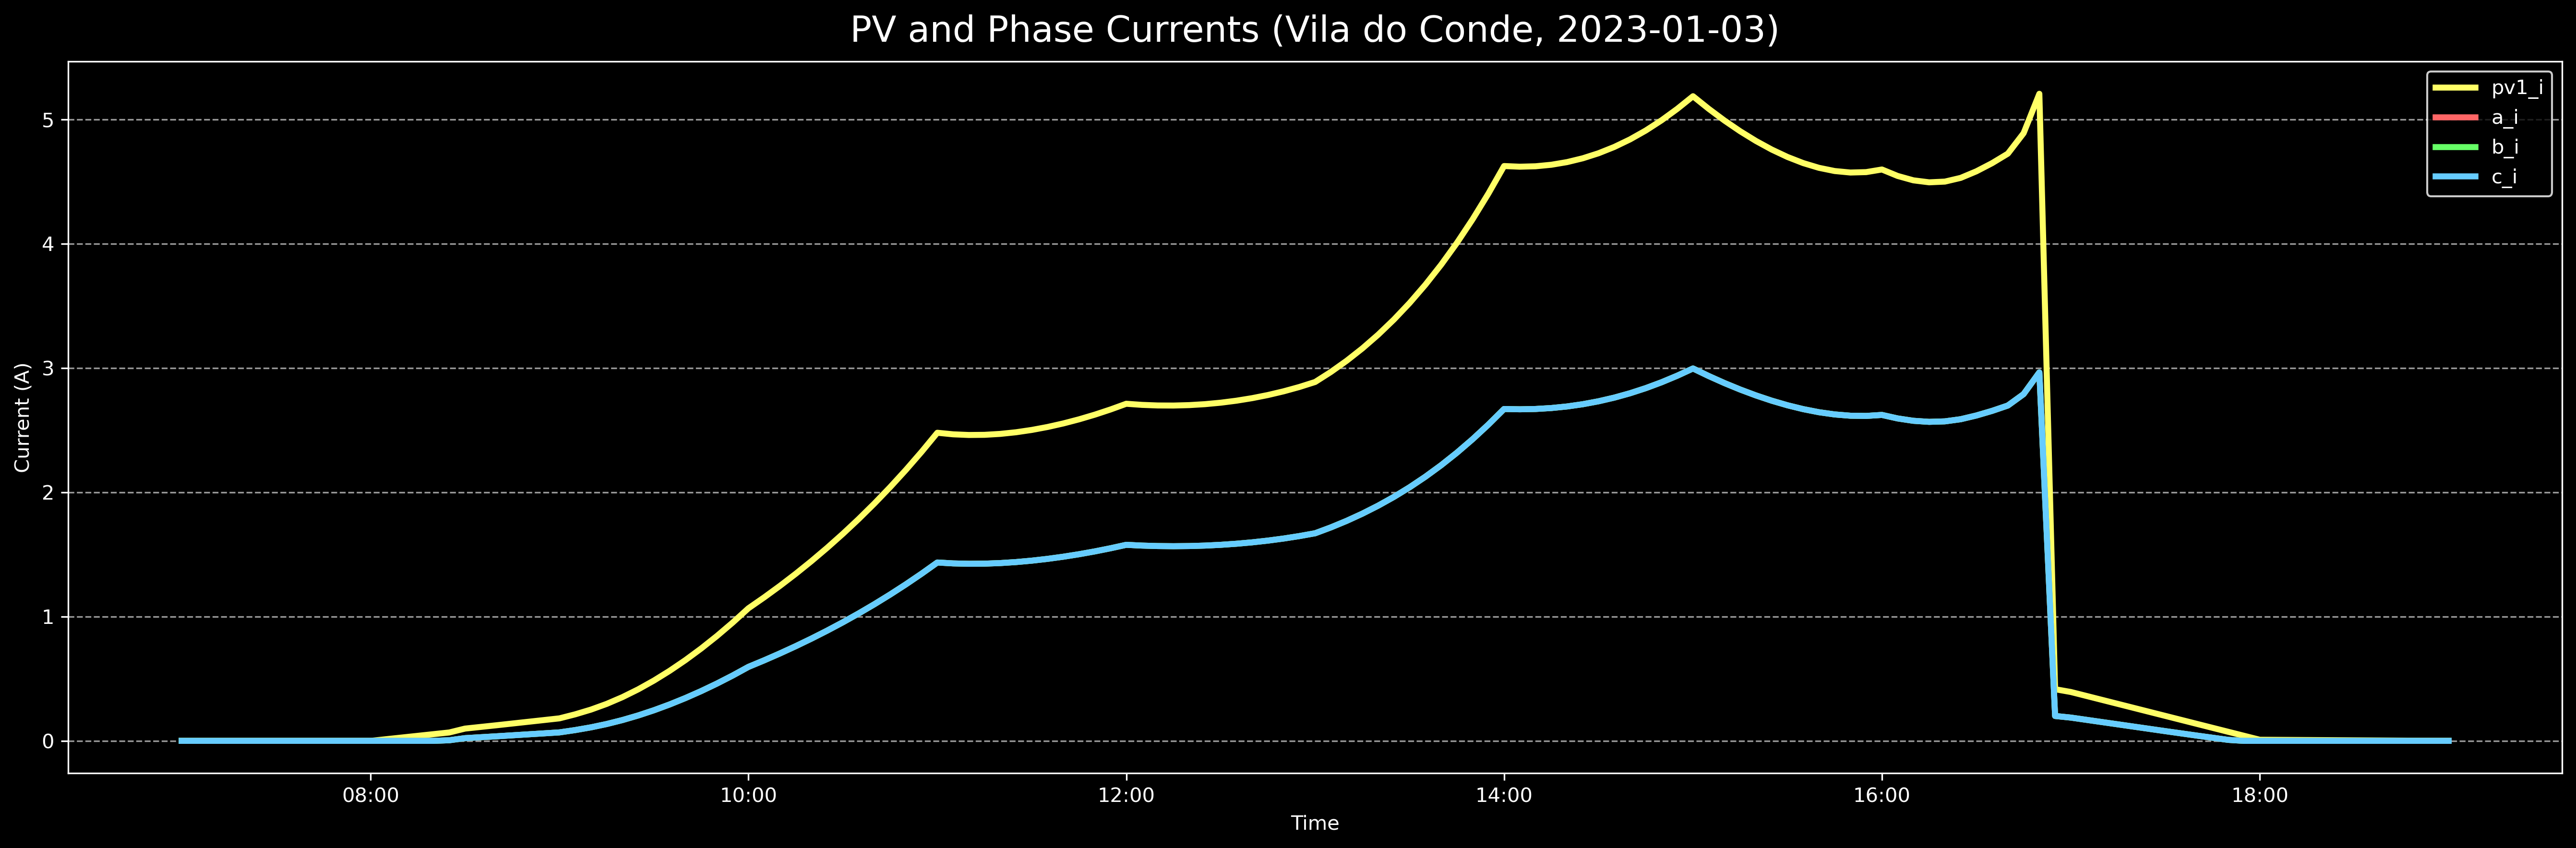 PV and Phase Currents (Vila do Conde, 2023-01-03)
pv1_i
a_i
b_i
c_i
Current (A)
5
4
3
2
1
0
08:00 10:00 12:00 14:00 16:00 18:00
Time